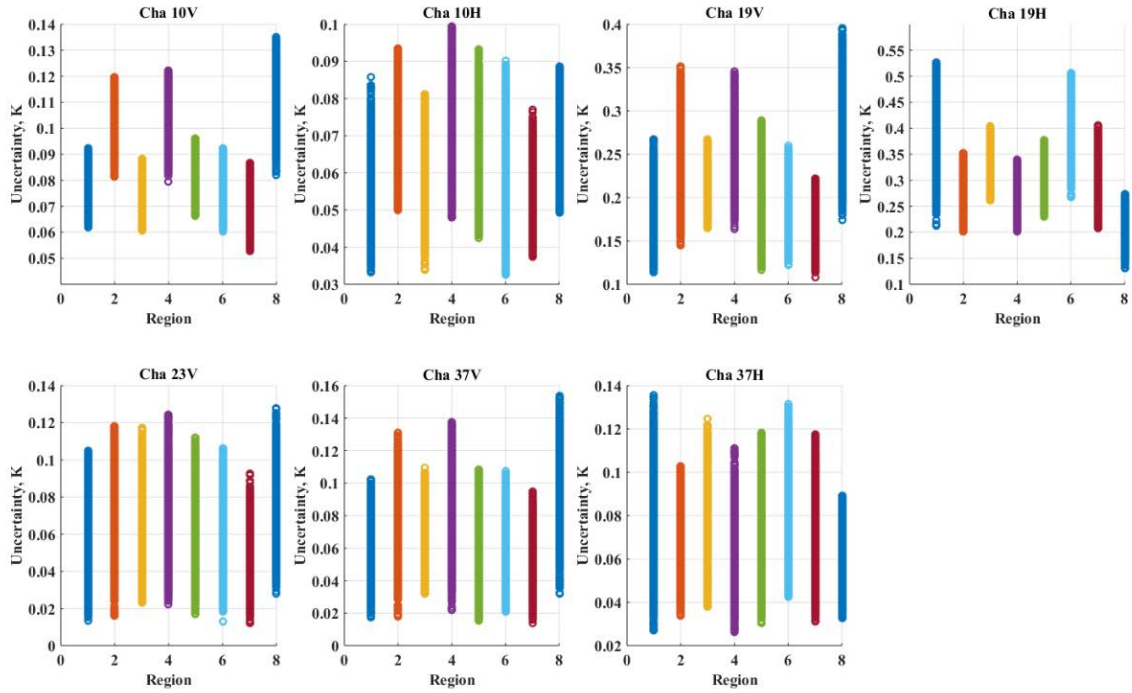 Cha 10V
0.14
0.13
0.12
0.11
0.1
0.09
0.08
0.07
0.06
0.05
Uncertainty, K
0 2 4 6 8
Region
Cha 10H
0.1
0.09
0.08
0.07
0.06
0.05
0.04
0.03
Uncertainty, K
0 2 4 6 8
Region
Cha 19V
0.4
0.35
0.3
0.25
0.2
0.15
0.1
Uncertainty, K
0 2 4 6 8
Region
Cha 19H
0.55
0.5
0.45
0.4
0.35
0.3
0.25
0.2
0.15
0.1
Uncertainty, K
0 2 4 6 8
Region
Cha 23V
0.14
0.12
0.1
0.08
0.06
0.04
0.02
0
Uncertainty, K
0 2 4 6 8
Region
Cha 37V
0.16
0.14
0.12
0.1
0.08
0.06
0.04
0.02
0
Uncertainty, K
0 2 4 6 8
Region
Cha 37H
0.14
0.12
0.1
0.08
0.06
0.04
0.02
Uncertainty, K
0 2 4 6 8
Region